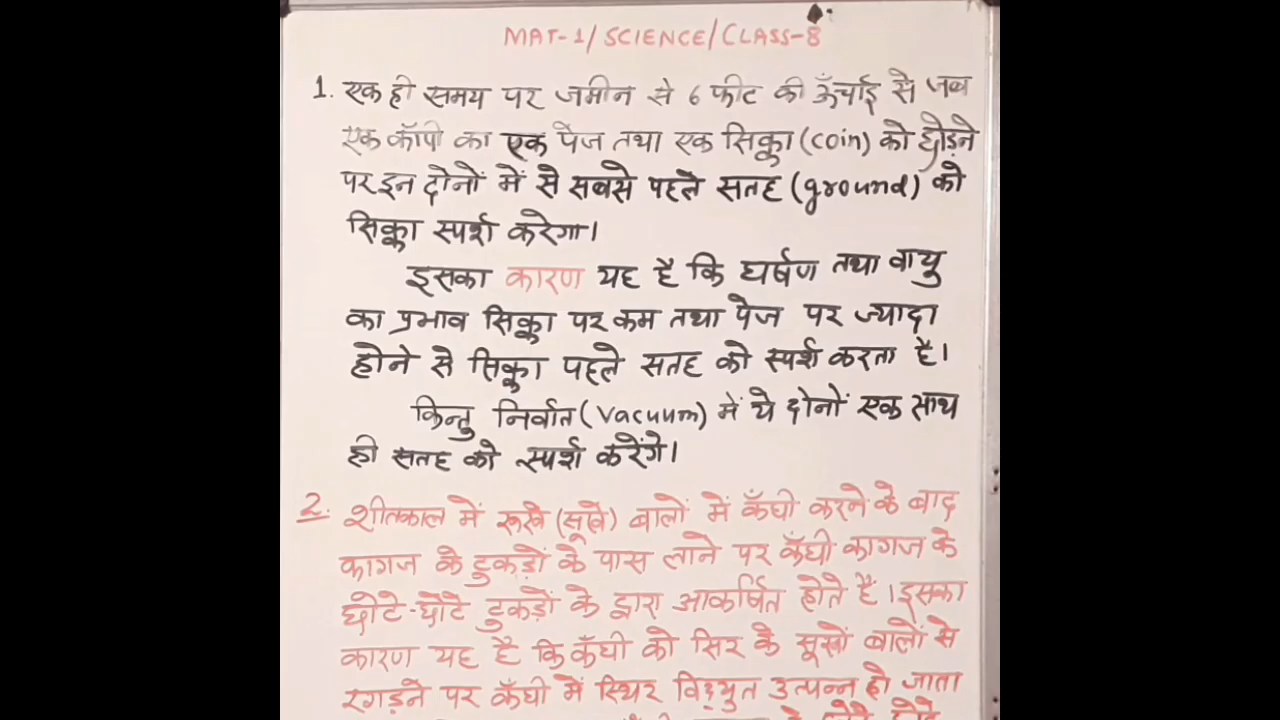 MAT-1/SCIENCE/CLASS-8
1. एक ही समय पर जमीन से 6 फीट की ऊँचाई से जब
एक कॉपी का एक पेज तथा एक सिक्का (coin) को छोड़ने
पर इन दोनों में से सबसे पहले सतह (ground) को
सिक्का स्पर्श करेगा।
इसका कारण यह है कि घर्षण तथा वायु
का प्रभाव सिक्का पर कम तथा पेज पर ज्यादा
होने से सिक्का पहले सतह को स्पर्श करता है।
किन्तु निर्वात (Vacuum) में ये दोनों एक साथ
ही सतह को स्पर्श करेंगे।
2. शीतकाल में रूखे (सूखे) बालों में कँघी करने के बाद
कागज के टुकड़ों के पास लाने पर कँघी कागज के
छोटे-छोटे टुकड़ों के द्वारा आकर्षित होते है। इसका
कारण यह है कि कँघी को सिर के सूखों बालों से
रगड़ने पर कँघी में स्थिर विद्युत उत्पन्न हो जाता